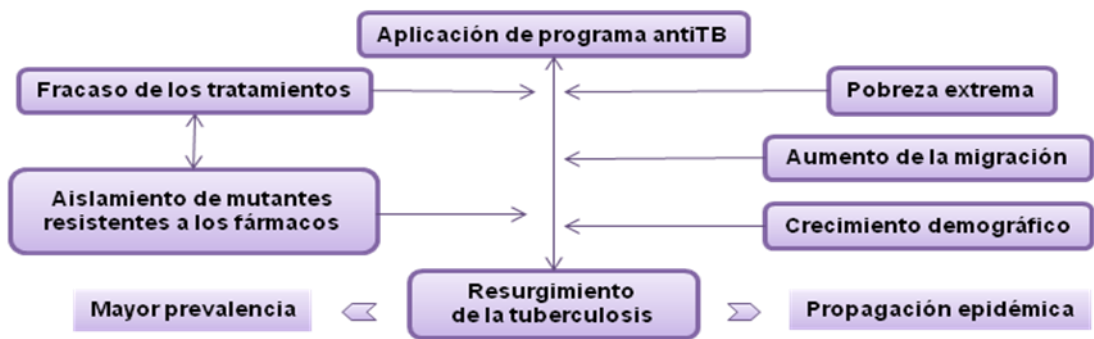 Aplicación de programa antiTB
Fracaso de los tratamientos
Pobreza extrema
Aumento de la migración
Aislamiento de mutantes
resistentes a los fármacos
Crecimiento demográfico
Resurgimiento
de la tuberculosis
Mayor prevalencia
Propagación epidémica